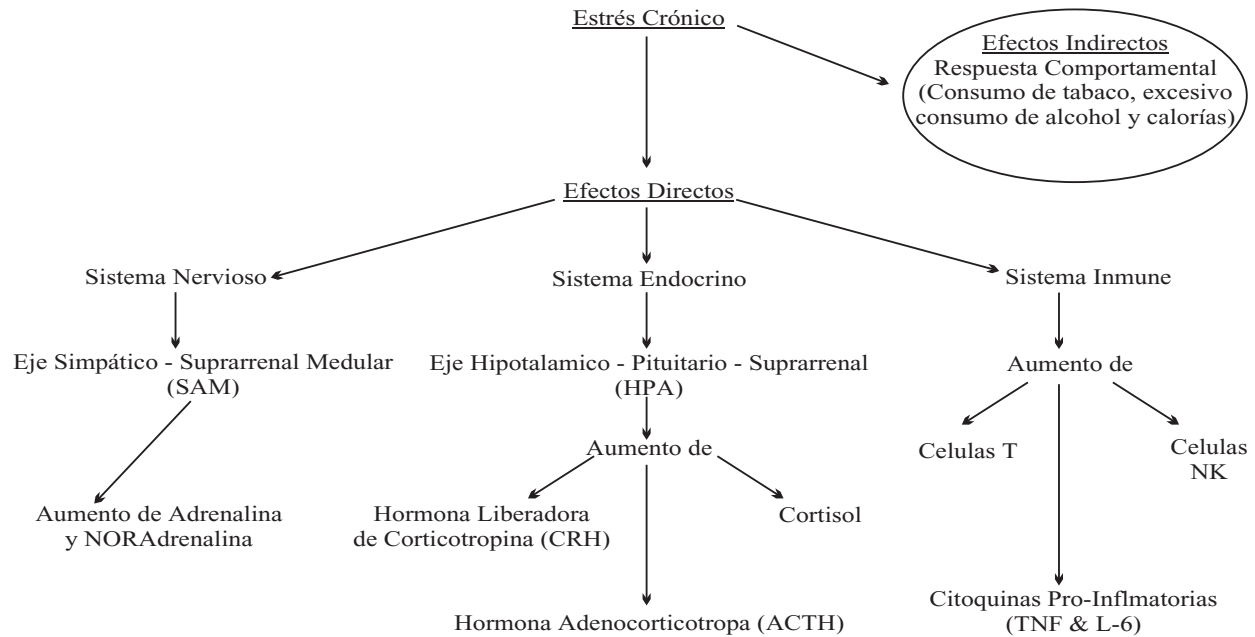 Estrés Crónico
Efectos Indirectos
Respuesta Comportamental
(Consumo de tabaco, excesivo
consumo de alcohol y calorías)
Efectos Directos
Sistema Nervioso
Sistema Endocrino
Sistema Inmune
Eje Simpático - Suprarrenal Medular
(SAM)
Eje Hipotalamico - Pituitario - Suprarrenal
(HPA)
Aumento de
Aumento de
Celulas T
Celulas
NK
Aumento de Adrenalina
y NORAdrenalina
Hormona Liberadora
de Corticotropina (CRH)
Cortisol
Hormona Adenocorticotropa (ACTH)
Citoquinas Pro-Inflmatorias
(TNF & L-6)